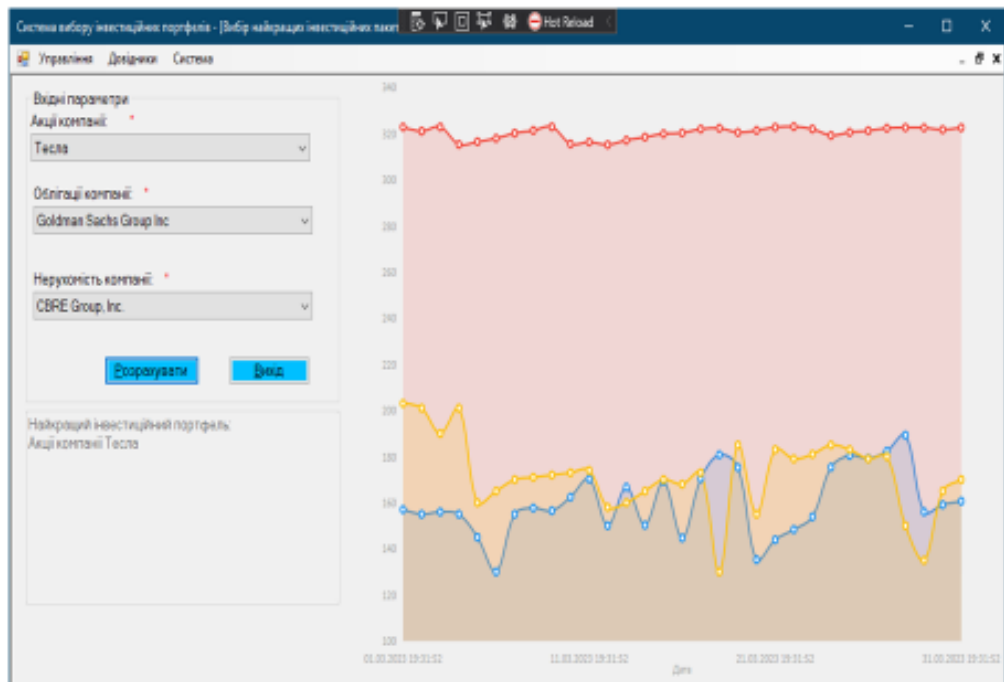 Система вибору інвестиційних портфелів - [Вибір найкращих інвестиційних пакет
Hot Reload
Управління Довідники Система
Вхідні параметри
Акції компанії: *
Тесла
Облігації компанії: *
Goldman Sachs Group Inc
Нерухомість компанії: *
CBRE Group, Inc.
Розрахувати Вихід
Найкращий інвестиційний портфель:
Акції компанії Тесла
340
320
300
280
260
240
220
200
180
160
140
120
100
01.03.2023 19:31:52 11.03.2023 19:31:52 21.03.2023 19:31:52 31.03.2023 19:31:52
Дата